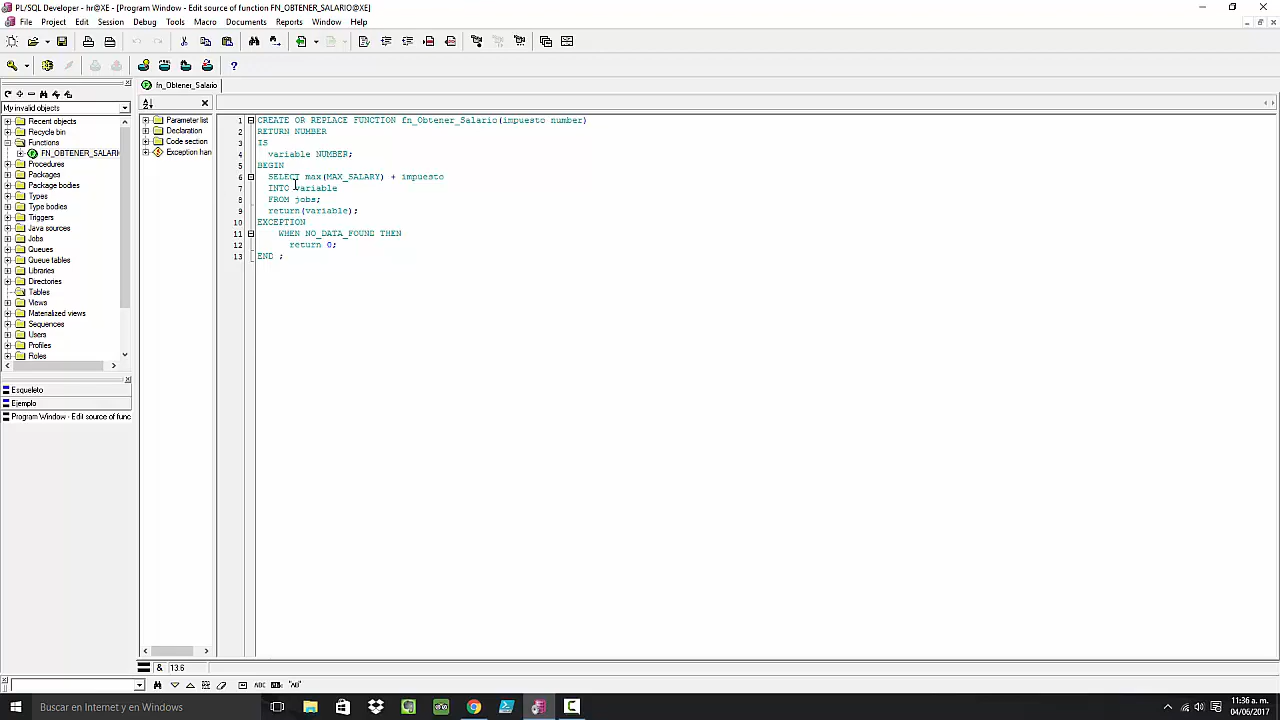 PL/SQL Developer - hr@XE - [Program Window - Edit source of function FN_OBTENER_SALARIO@XE]
File Project Edit Session Debug Tools Macro Documents Reports Window Help
fn_Obtener_Salario
My invalid objects
Recent objects
Recycle bin
Functions
FN_OBTENER_SALARI
Procedures
Packages
Package bodies
Types
Type bodies
Triggers
Java sources
Jobs
Queues
Queue tables
Libraries
Directories
Tables
Views
Materialized views
Sequences
Users
Profiles
Roles
Esqueleto
Ejemplo
Program Window - Edit source of func
Parameter list
Declaration
Code section
Exception han
1 CREATE OR REPLACE FUNCTION fn_Obtener_Salario(impuesto number)
2 RETURN NUMBER
3 IS
4 variable NUMBER;
5 BEGIN
6 SELECT max(MAX_SALARY) + impuesto
7 INTO variable
8 FROM jobs;
9 return(variable);
10 EXCEPTION
11 WHEN NO_DATA_FOUND THEN
12 return 0;
13 END ;
& 13:6
ABC "AB"
Buscar en Internet y en Windows
11:36 a. m.
04/06/2017